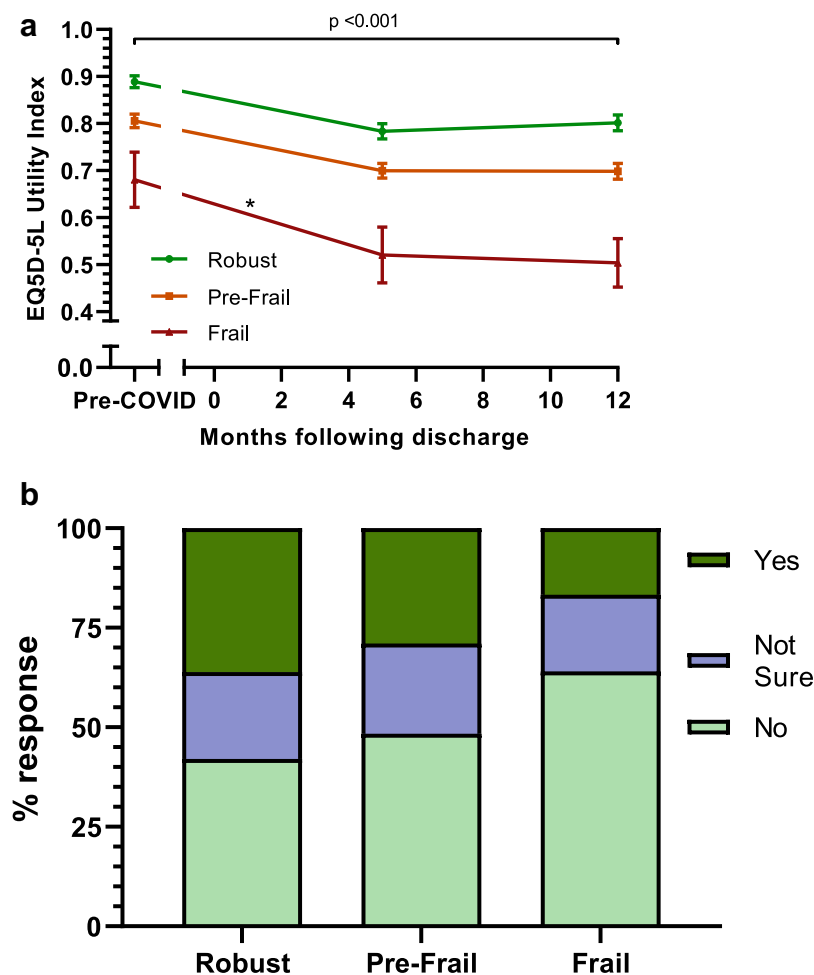 a
p <0.001
1.0
0.9
0.8
0.7
0.6
0.5
0.4
0.0
EQ5D-5L Utility Index
*
Robust
Pre-Frail
Frail
Pre-COVID 0 2 4 6 8 10 12
Months following discharge
b
100
75
50
25
0
% response
Yes
Not
Sure
No
Robust Pre-Frail Frail